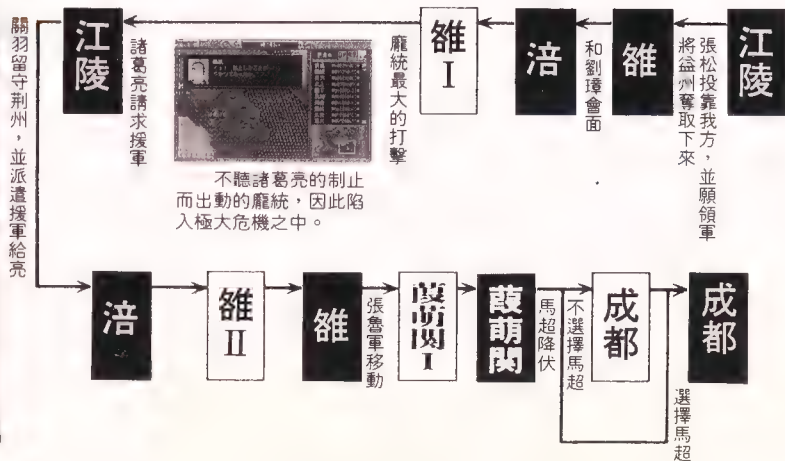 江陵
張松投靠我方，並願領軍
將益州奪取下來
雒
和劉璋會面
涪
雒
I
龐統最大的打擊
不聽諸葛亮的制止
而出動的龐統，因此陷
入極大危機之中。
諸葛亮請求援軍
江陵
關羽留守荆州，並派遣援軍給亮
涪
雒
II
雒
張魯軍移動
葭萌関
I
葭萌関
馬超降伏
不選擇馬超
成都
選擇馬超
成都